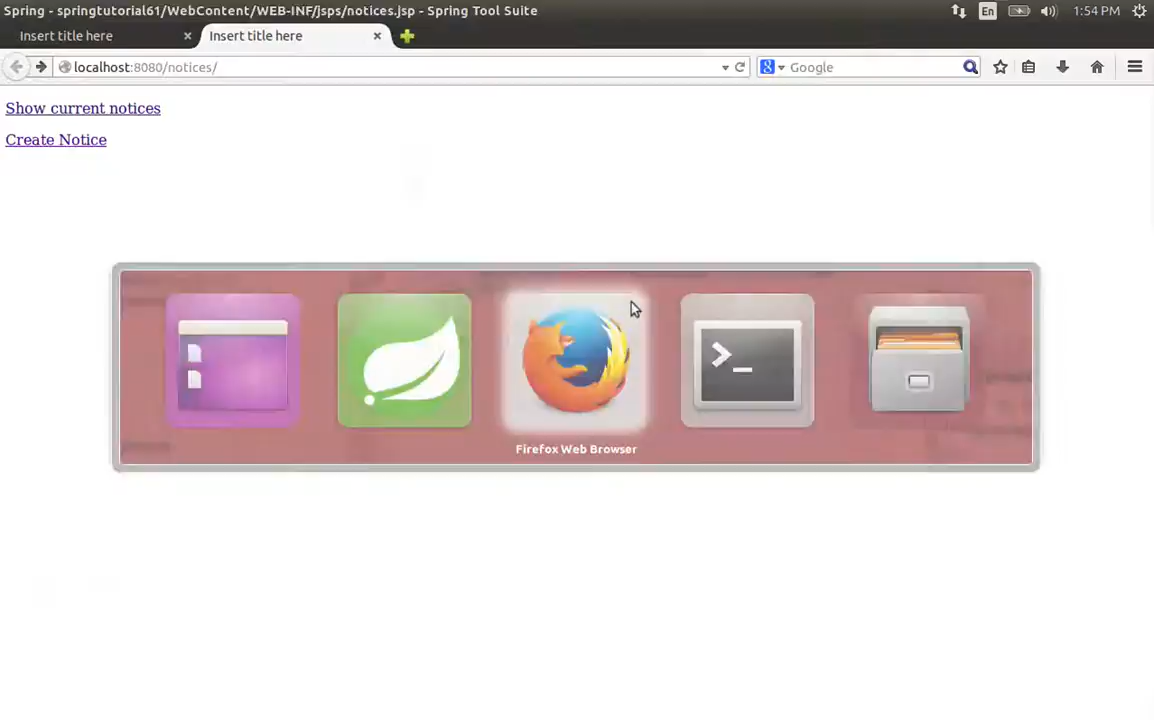 Spring - springtutorial61/WebContent/WEB-INF/jsps/notices.jsp - Spring Tool Suite
En
1:54 PM
Insert title here
Insert title here
localhost:8080/notices/
Google
Show current notices
Create Notice
Firefox Web Browser